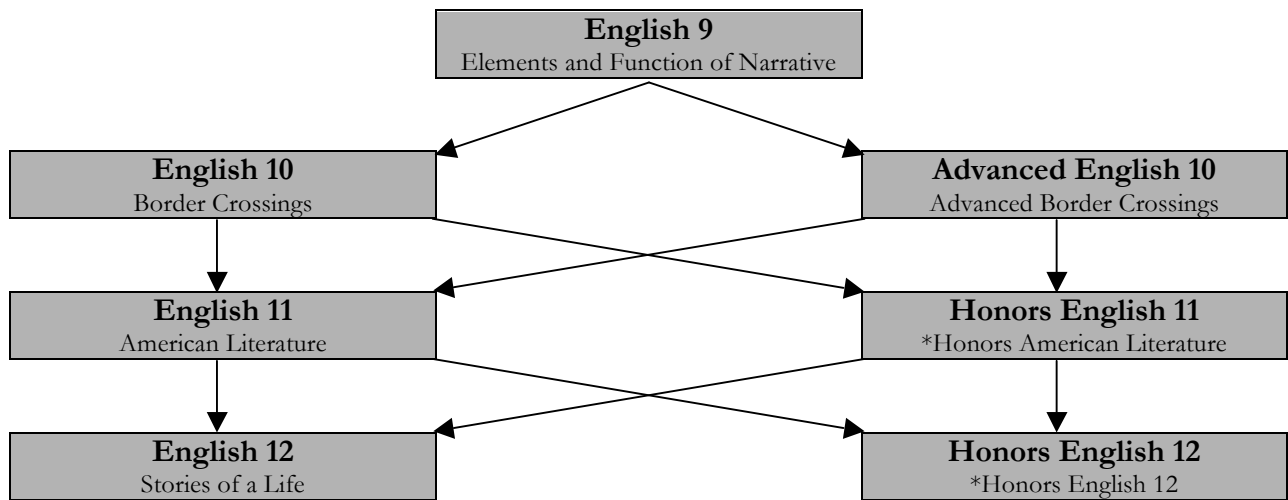 English 9
Elements and Function of Narrative
English 10
Border Crossings
Advanced English 10
Advanced Border Crossings
English 11
American Literature
Honors English 11
*Honors American Literature
English 12
Stories of a Life
Honors English 12
*Honors English 12